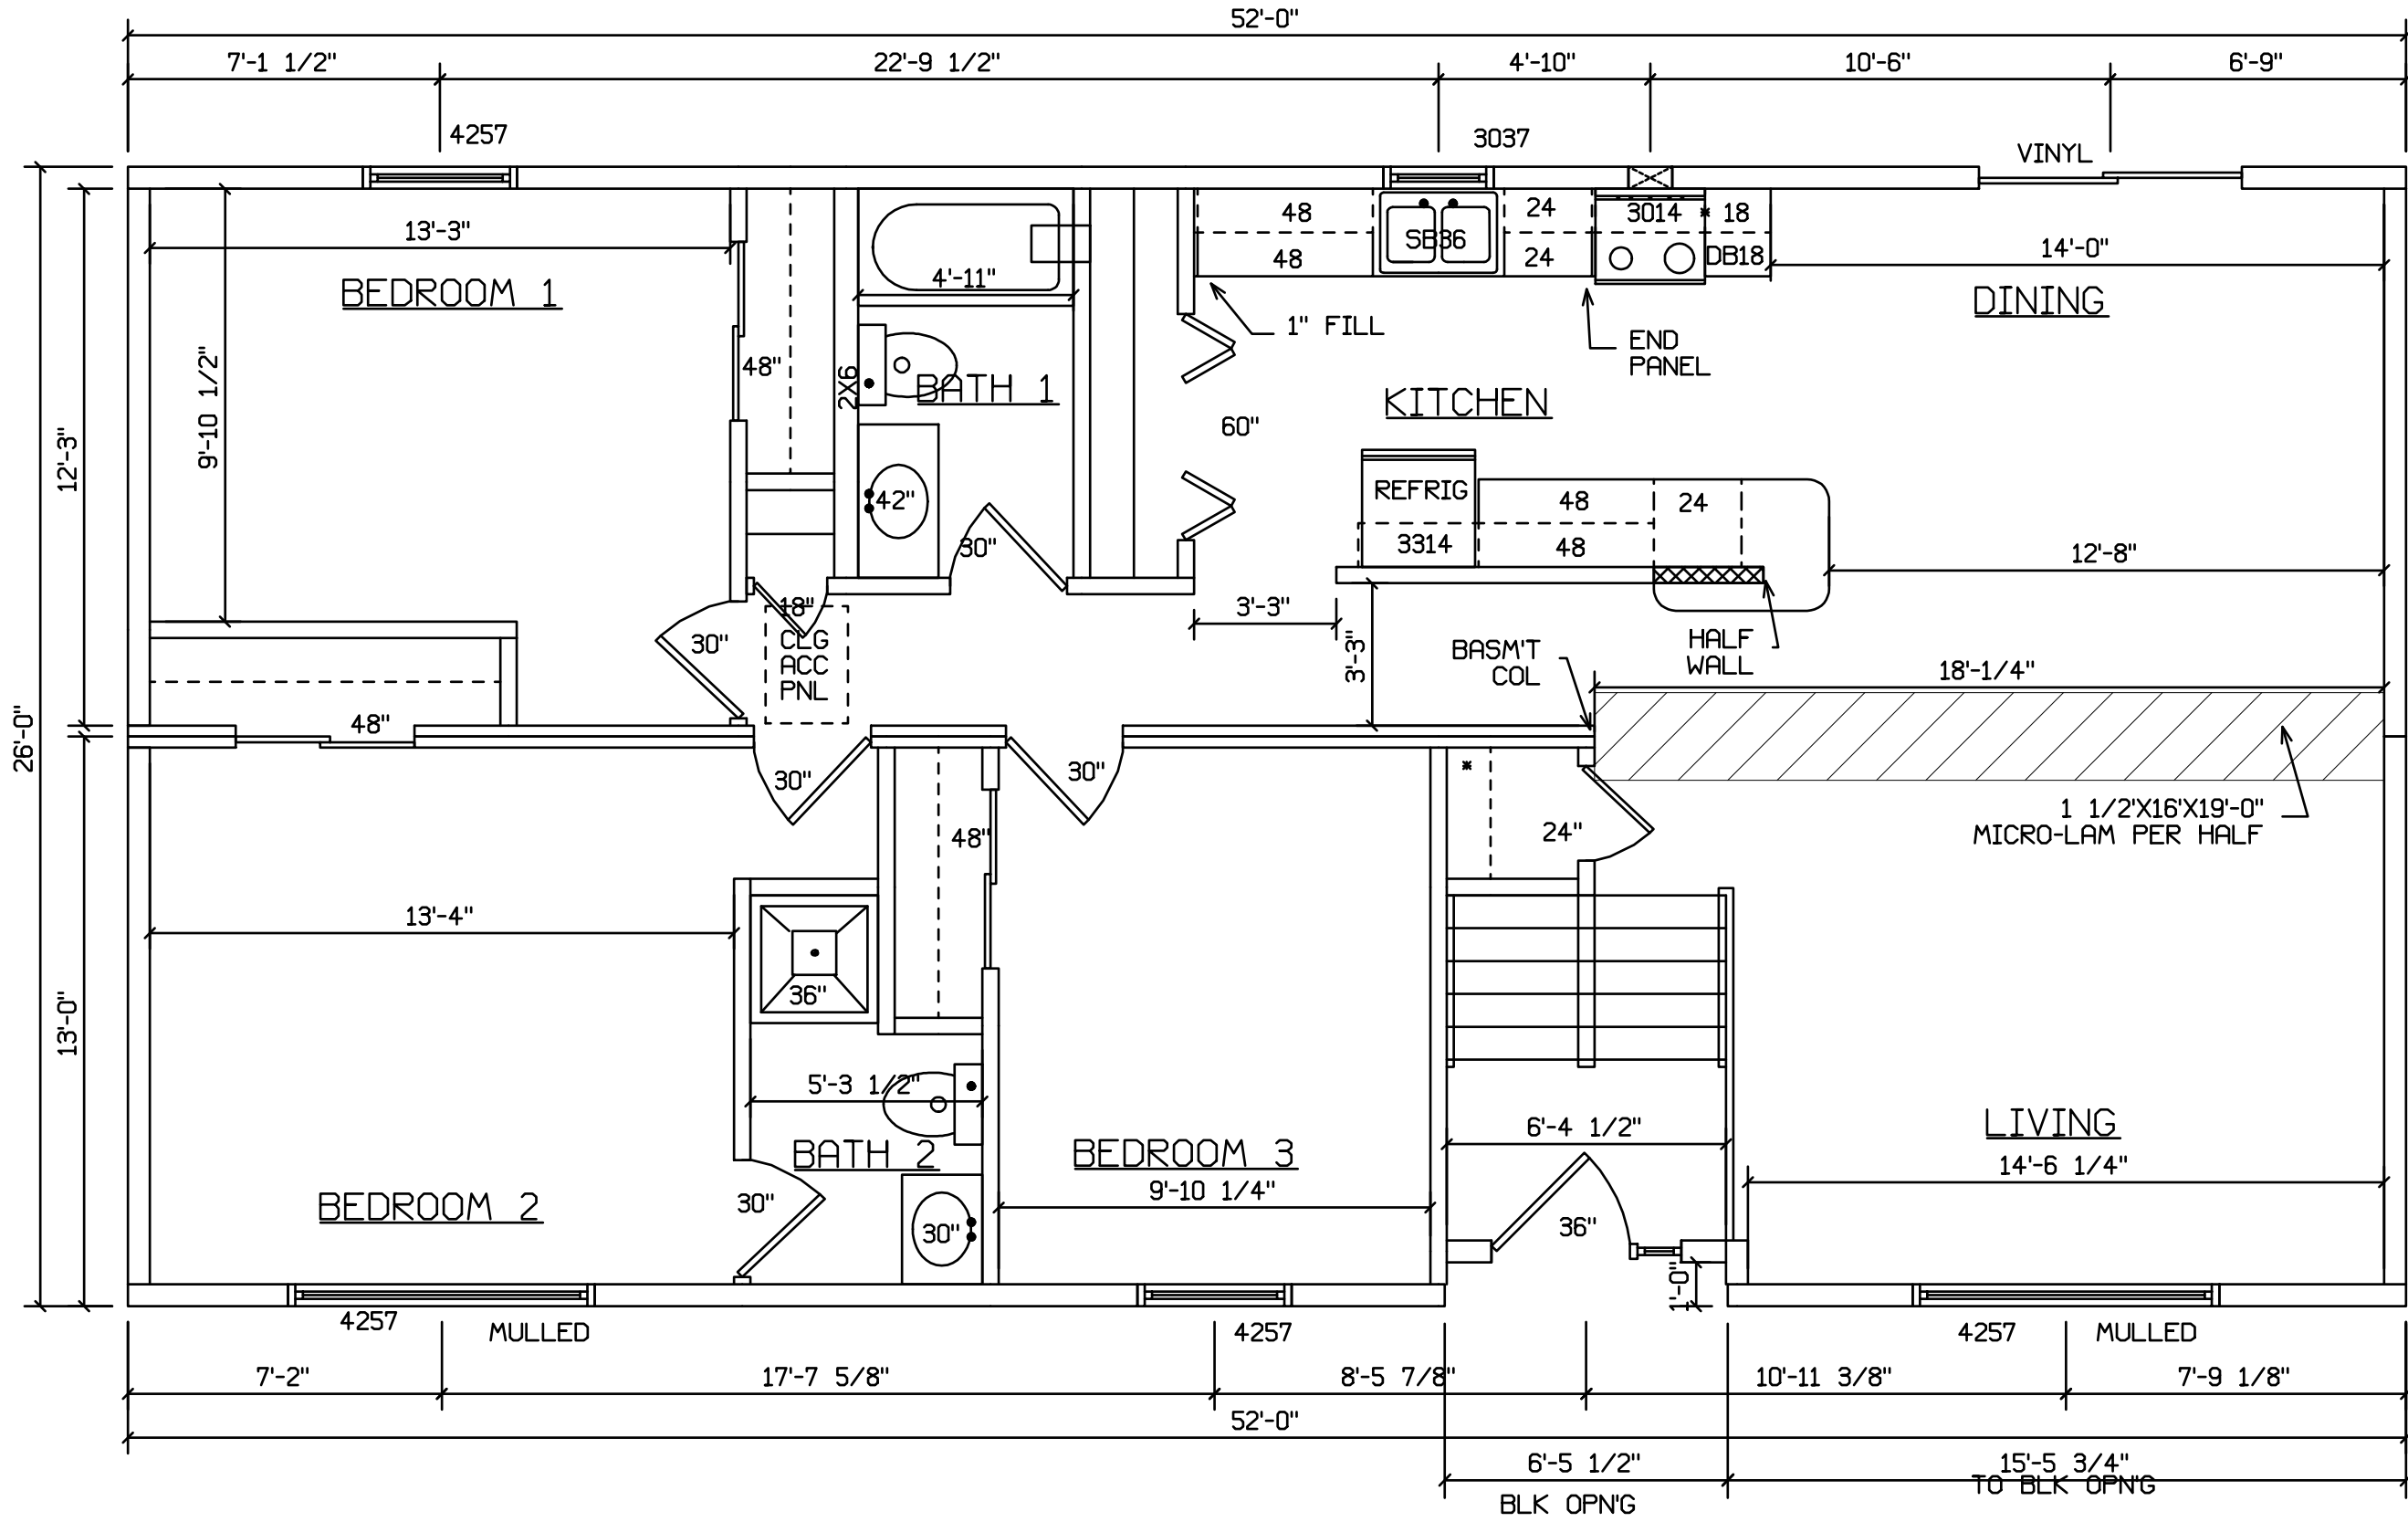 52'-0"
7'-1 1/2"
22'-9 1/2"
4'-10"
10'-6"
6'-9"
4257
3037
VINYL
48
24
3014
18
13'-3"
SB36
14'-0"
48
24
DB18
4'-11"
BEDROOM 1
DINING
1" FILL
END
PANEL
48"
2X6
BATH 1
KITCHEN
9'-10 1/2"
12'-3"
60"
42"
REFRIG
48
24
30"
3314
48
12'-8"
18"
3'-3"
30"
CLG
ACC
PNL
3'-3"
BASM'T
COL
HALF
WALL
18'-1/4"
48"
26'-0"
30"
30"
48"
24"
1 1/2'X16'X19'-0"
MICRO-LAM PER HALF
13'-4"
36"
13'-0"
5'-3 1/2"
6'-4 1/2"
LIVING
BATH 2
BEDROOM 3
14'-6 1/4"
9'-10 1/4"
BEDROOM 2
30"
30"
36"
1'-0"
4257
MULLED
4257
4257
MULLED
7'-2"
17'-7 5/8"
8'-5 7/8"
10'-11 3/8"
7'-9 1/8"
52'-0"
6'-5 1/2"
15'-5 3/4"
BLK OPN'G
TO BLK OPN'G